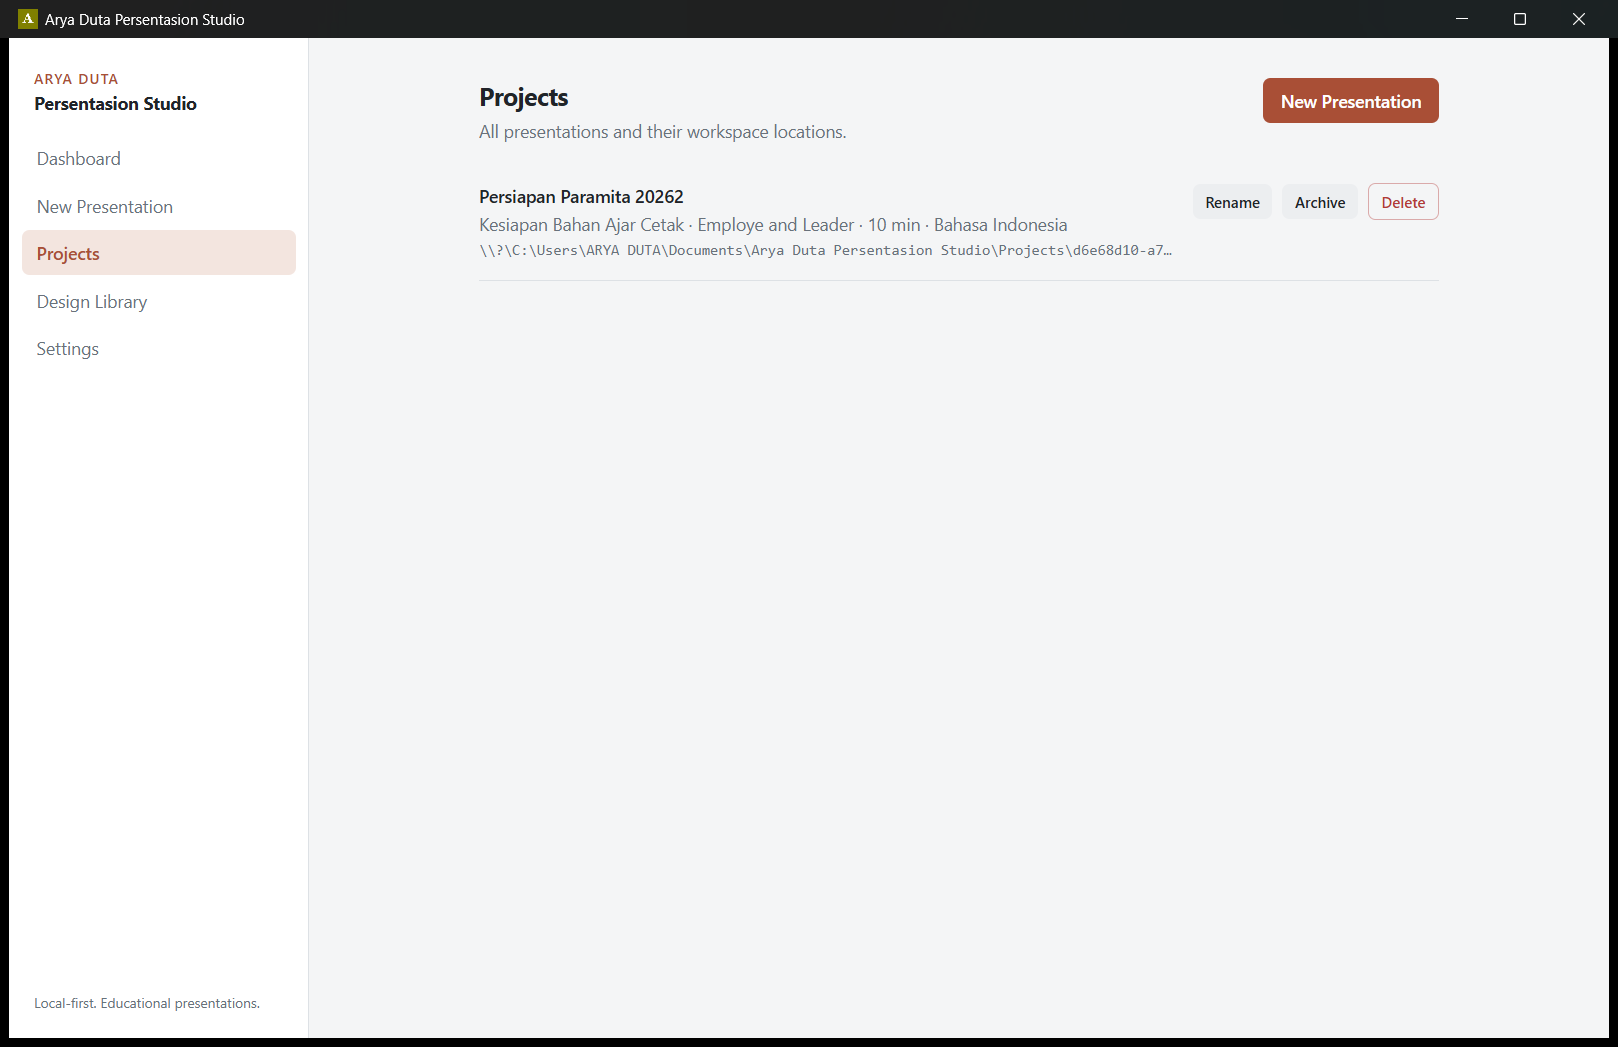 A Arya Duta Persentasion Studio
ARYA DUTA
Persentasion Studio
Dashboard
New Presentation
Projects
Design Library
Settings
Local-first. Educational presentations.
Projects
All presentations and their workspace locations.
New Presentation
Persiapan Paramita 20262
Kesiapan Bahan Ajar Cetak · Employe and Leader · 10 min · Bahasa Indonesia
\\?\C:\Users\ARYA DUTA\Documents\Arya Duta Persentasion Studio\Projects\d6e68d10-a7…
Rename
Archive
Delete